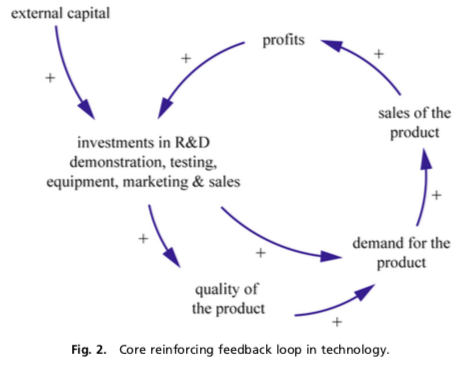 external capital
+
profits
+
+
sales of the
product
investments in R&D
demonstration, testing,
equipment, marketing & sales
+
+
+
demand for the
product
quality of
the product
+
Fig. 2. Core reinforcing feedback loop in technology.